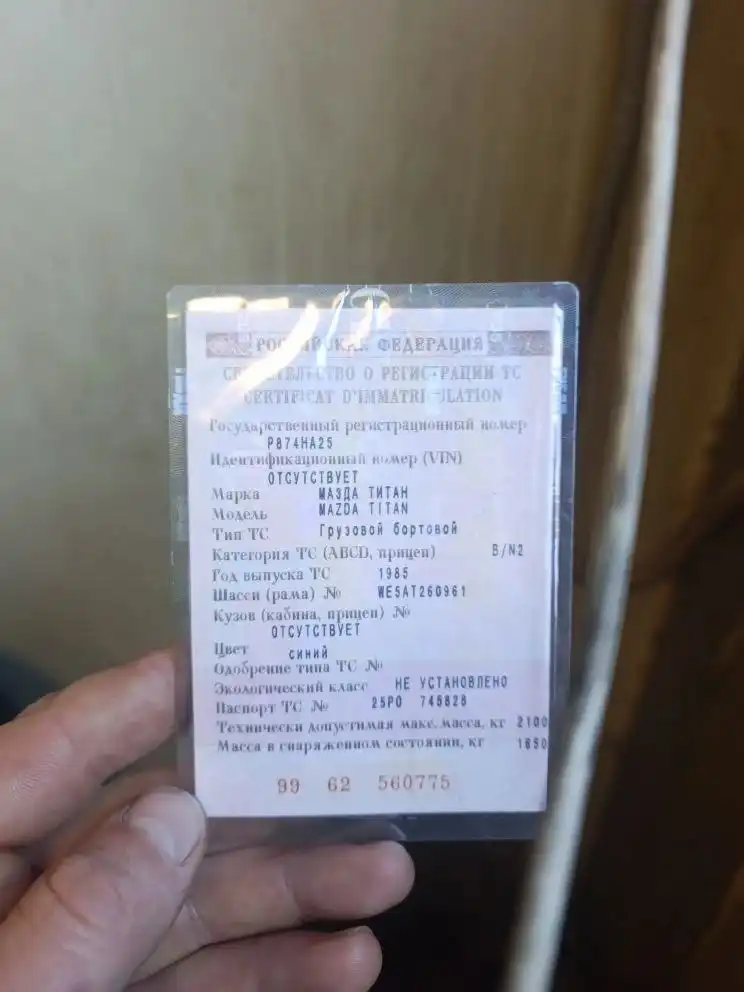 РОССИЙСКАЯ ФЕДЕРАЦИЯ
СВИДЕТЕЛЬСТВО О РЕГИСТРАЦИИ ТС
CERTIFICAT D'IMMATRICULATION
Государственный регистрационный номер
Р874НА25
Идентификационный номер (VIN)
ОТСУТСТВУЕТ
Марка МАЗДА ТИТАН
Модель MAZDA TITAN
Тип ТС Грузовой бортовой
Категория ТС (ABCD, прицеп) B/N2
Год выпуска ТС 1985
Шасси (рама) № WE5AT260961
Кузов (кабина, прицеп) №
ОТСУТСТВУЕТ
Цвет синий
Одобрение типа ТС №
Экологический класс НЕ УСТАНОВЛЕНО
Паспорт ТС № 25РО 745828
Технически допустимая макс. масса, кг 2100
Масса в снаряженном состоянии, кг 1650
99 62 560775